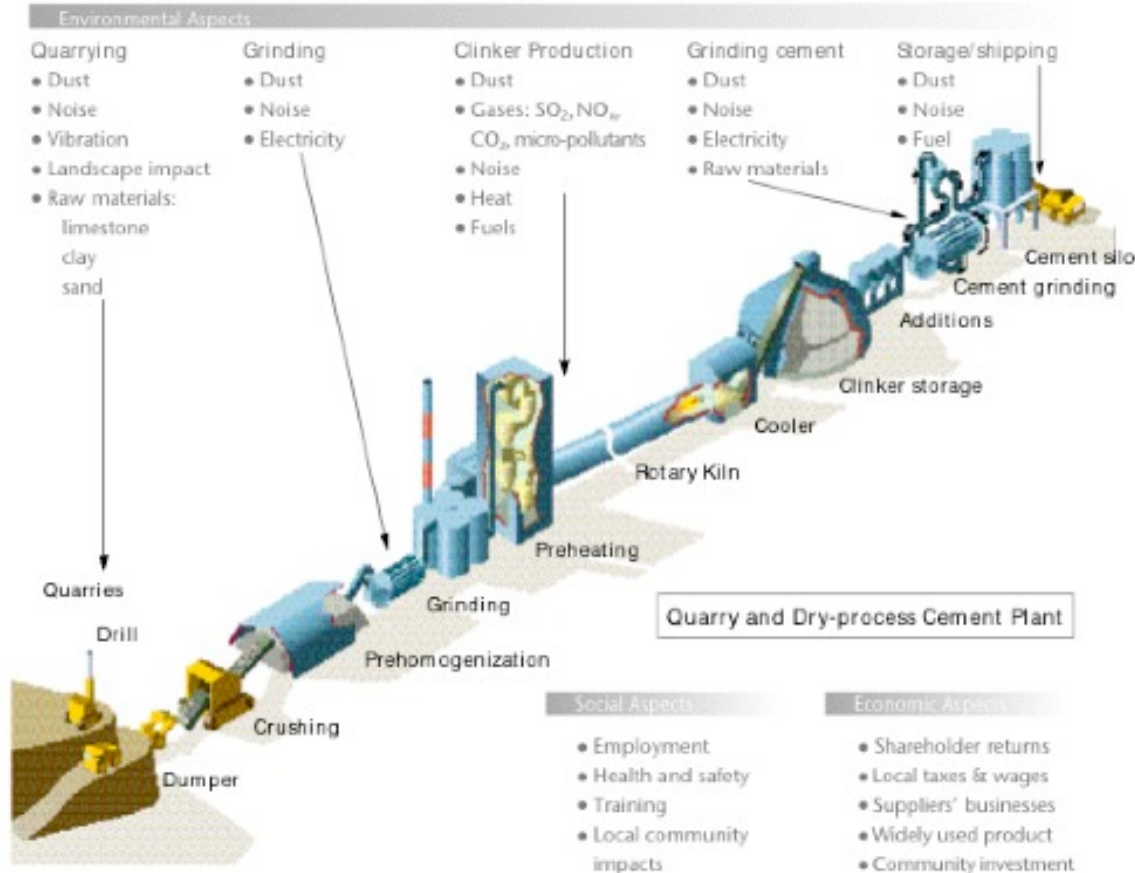 Environmental Aspects
Quarrying
• Dust
• Noise
• Vibration
• Landscape impact
• Raw materials:
limestone
clay
sand
Grinding
• Dust
• Noise
• Electricity
Clinker Production
• Dust
• Gases: SO₂, NOₓ,
CO₂, micro-pollutants
• Noise
• Heat
• Fuels
Grinding cement
• Dust
• Noise
• Electricity
• Raw materials
Storage/shipping
• Dust
• Noise
• Fuel
Cement silo
Cement grinding
Additions
Clinker storage
Cooler
Rotary Kiln
Preheating
Grinding
Prehomogenization
Crushing
Dumper
Drill
Quarries
Quarry and Dry-process Cement Plant
Social Aspects
• Employment
• Health and safety
• Training
• Local community
impacts
Economic Aspects
• Shareholder returns
• Local taxes & wages
• Suppliers' businesses
• Widely used product
• Community investment